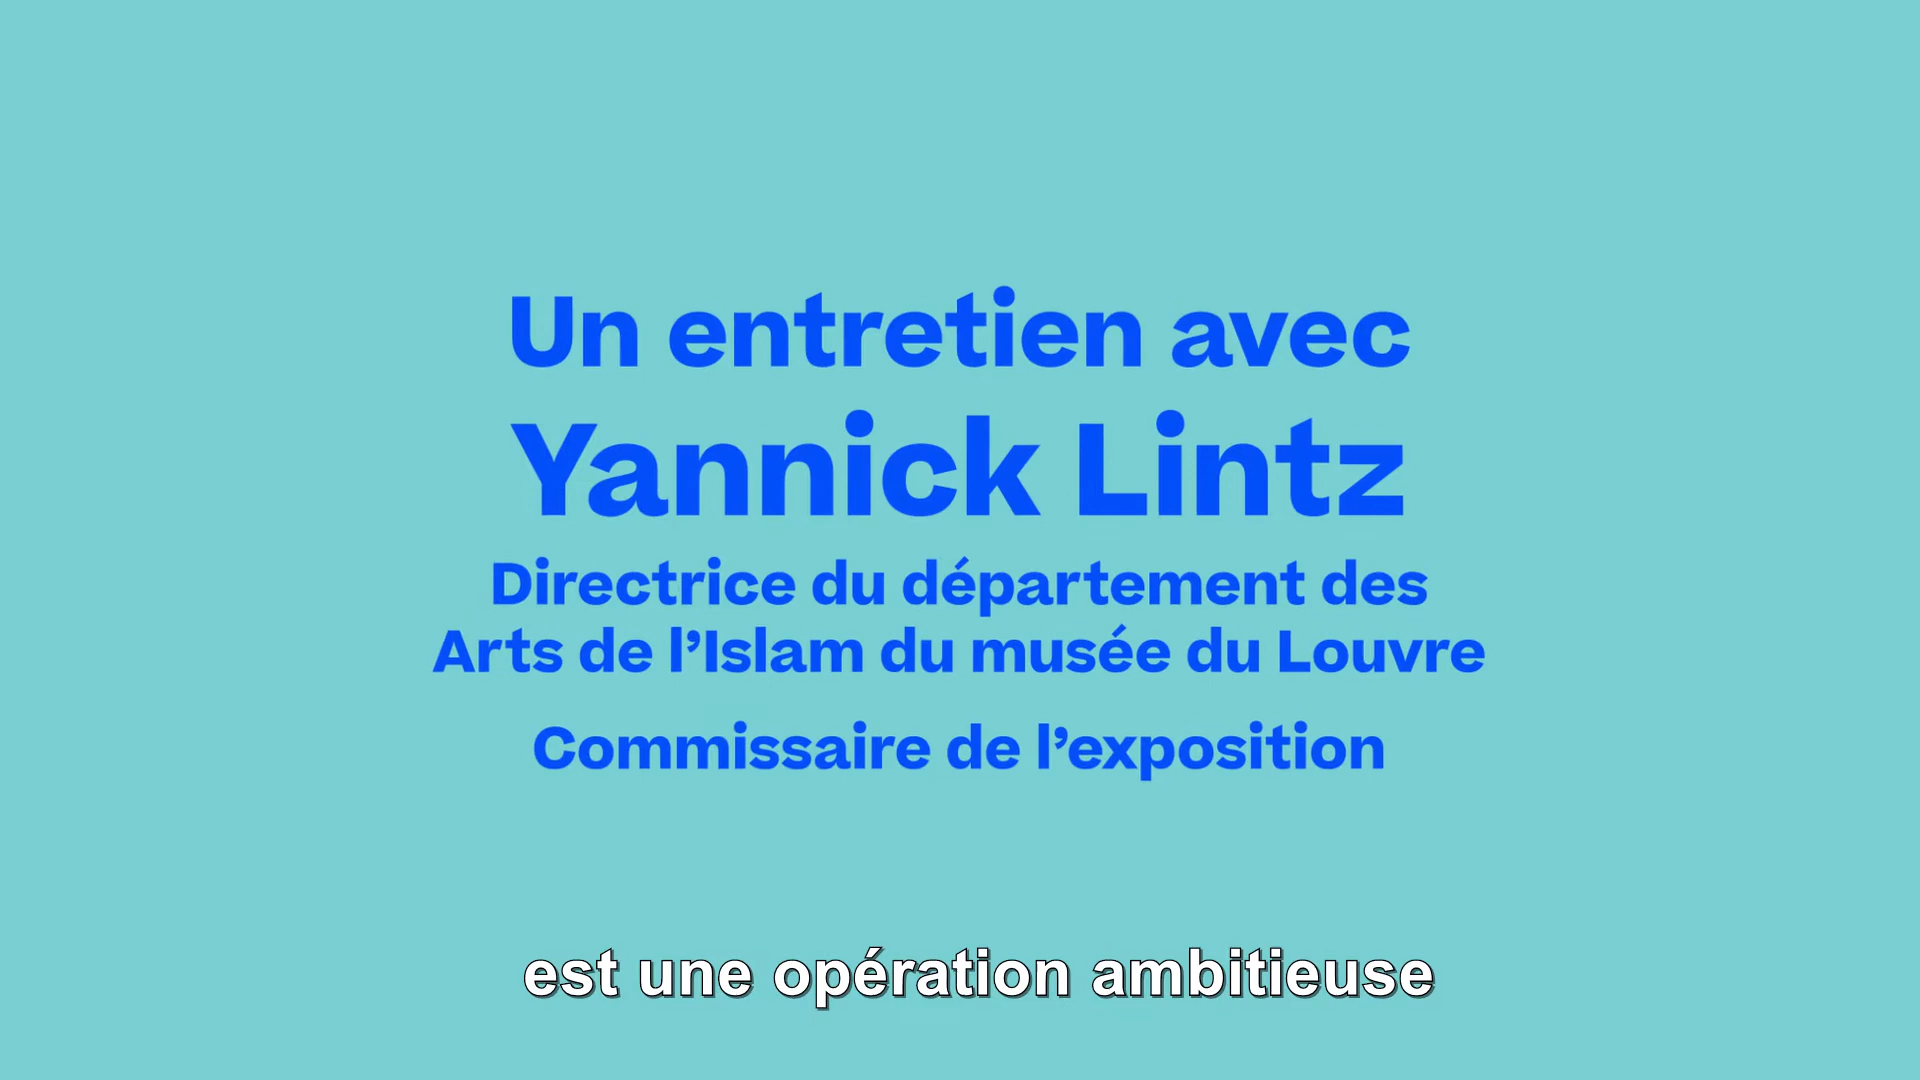 Un entretien avec
Yannick Lintz
Directrice du département des
Arts de l’Islam du musée du Louvre
Commissaire de l’exposition
est une opération ambitieuse